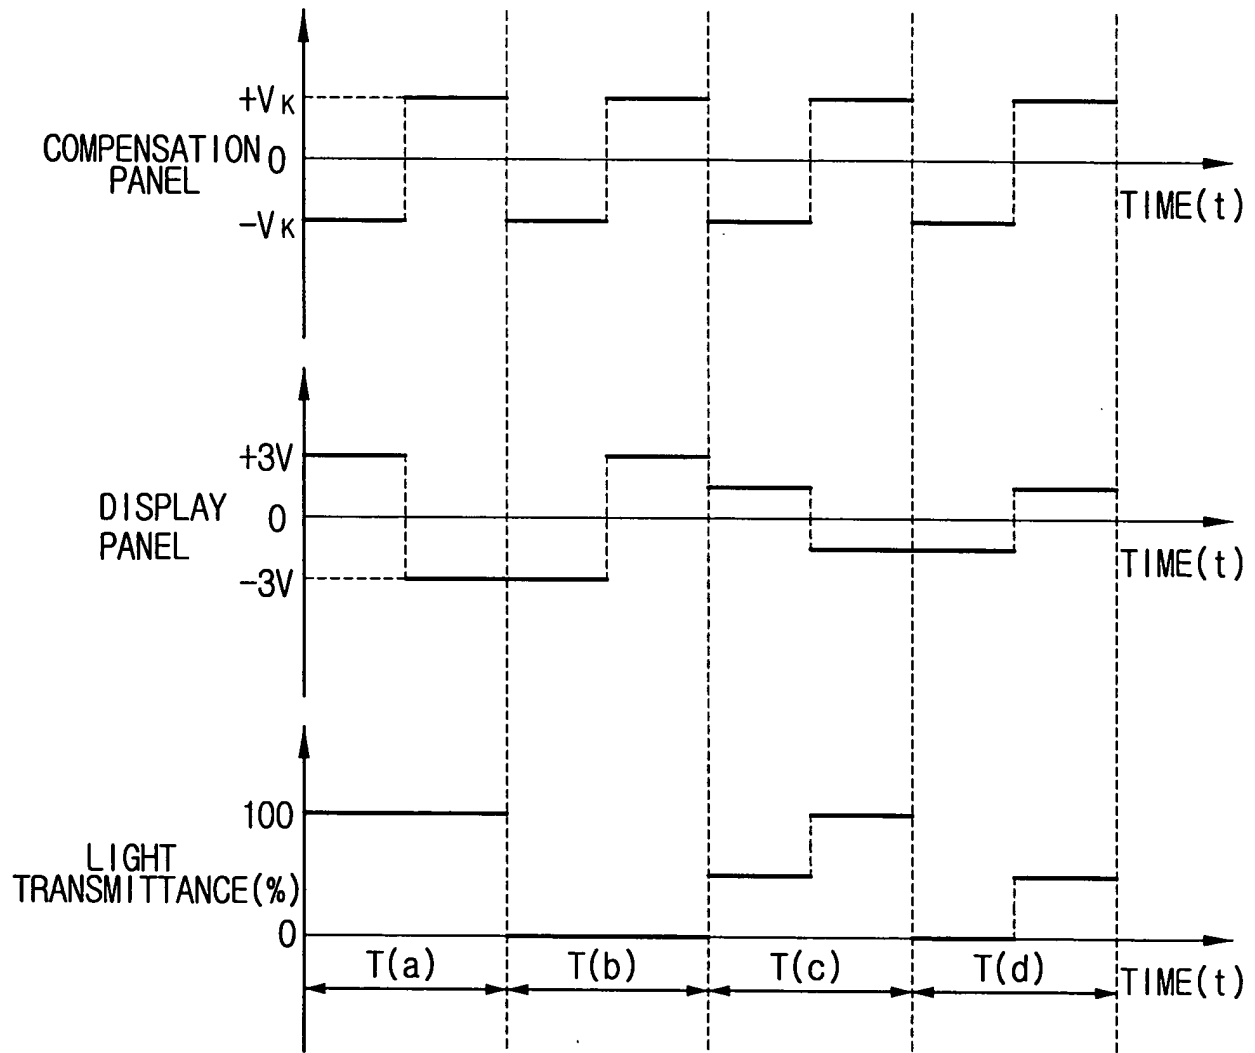 +VK
COMPENSATION
PANEL
0
-VK
TIME(t)
+3V
DISPLAY
PANEL
0
-3V
TIME(t)
100
LIGHT
TRANSMITTANCE(%)
0
T(a)
T(b)
T(c)
T(d)
TIME(t)